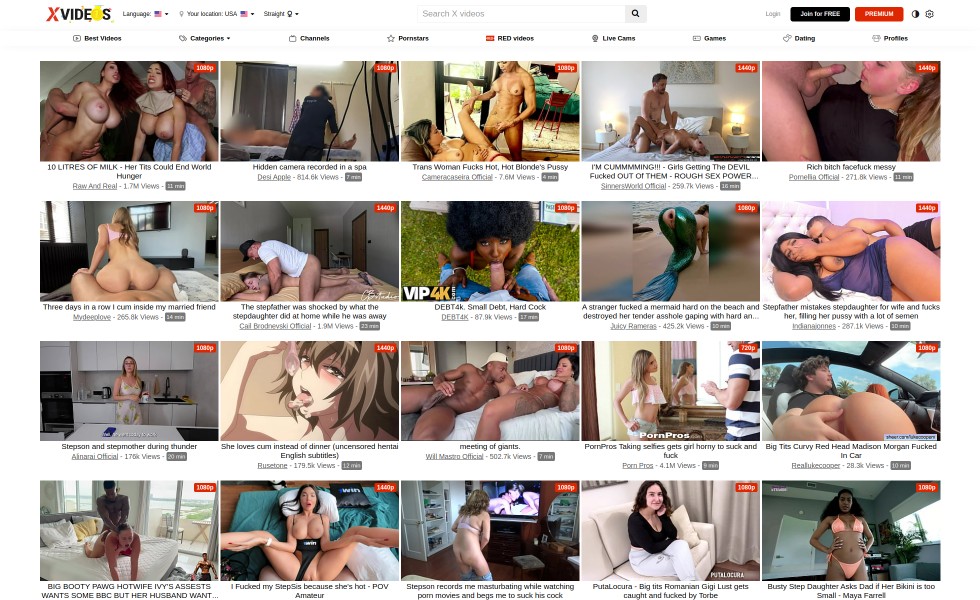 XVIDEOS Language: Your location: USA Straight Search X videos Login Join for FREE PREMIUM
Best Videos Categories Channels Pornstars RED videos Live Cams Games Dating Profiles
1080p 1080p 1080p 1440p 1440p
10 LITRES OF MILK - Her Tits Could End World
Hunger
Raw And Real - 1.7M Views - 11 min
Hidden camera recorded in a spa
Desi Apple - 814.6k Views - 7 min
Trans Woman Fucks Hot, Hot Blonde's Pussy
Cameracaseira Official - 7.6M Views - 4 min
I'M CUMMMMING!!! - Girls Getting The DEVIL
Fucked OUT Of THEM - ROUGH SEX POWER...
SinnersWorld Official - 259.7k Views - 16 min
Rich bitch facefuck messy
Pornellia Official - 271.8k Views - 11 min
1080p 1440p 1080p 1080p 1440p
VIP4K.com
Three days in a row I cum inside my married friend
Mydeeplove - 265.8k Views - 14 min
The stepfather was shocked by what the
stepdaughter did at home while he was away
Cail Brodnevski Official - 1.9M Views - 23 min
DEBT4k. Small Debt, Hard Cock
DEBT4K - 87.9k Views - 17 min
A stranger fucked a mermaid hard on the beach and
destroyed her tender asshole gaping with hard an...
Juicy Rameras - 425.2k Views - 10 min
Stepfather mistakes stepdaughter for wife and fucks
her, filling her pussy with a lot of semen
Indianaionnes - 287.1k Views - 10 min
1080p 1440p 1080p 720p 1080p
PornPros
Stepson and stepmother during thunder
Alinarai Official - 176k Views - 20 min
She loves cum instead of dinner (uncensored hentai
English subtitles)
Rusetone - 179.5k Views - 12 min
meeting of giants.
Will Mastro Official - 502.7k Views - 7 min
PornPros Taking selfies gets girl horny to suck and
fuck
Porn Pros - 4.1M Views - 9 min
Big Tits Curvy Red Head Madison Morgan Fucked
In Car
Reallukecooper - 28.3k Views - 10 min
1080p 1440p 1080p 1080p 1080p
PUTALOCURA
BIG BOOTY PAWG HOTWIFE IVY'S ASSESTS
WANTS SOME BBC BUT HER HUSBAND WANT...
I Fucked my StepSis because she's hot - POV
Amateur
Stepson records me masturbating while watching
porn movies and begs me to suck his cock
PutaLocura - Big tits Romanian Gigi Lust gets
caught and fucked by Torbe
Busty Step Daughter Asks Dad if Her Bikini is too
Small - Maya Farrell